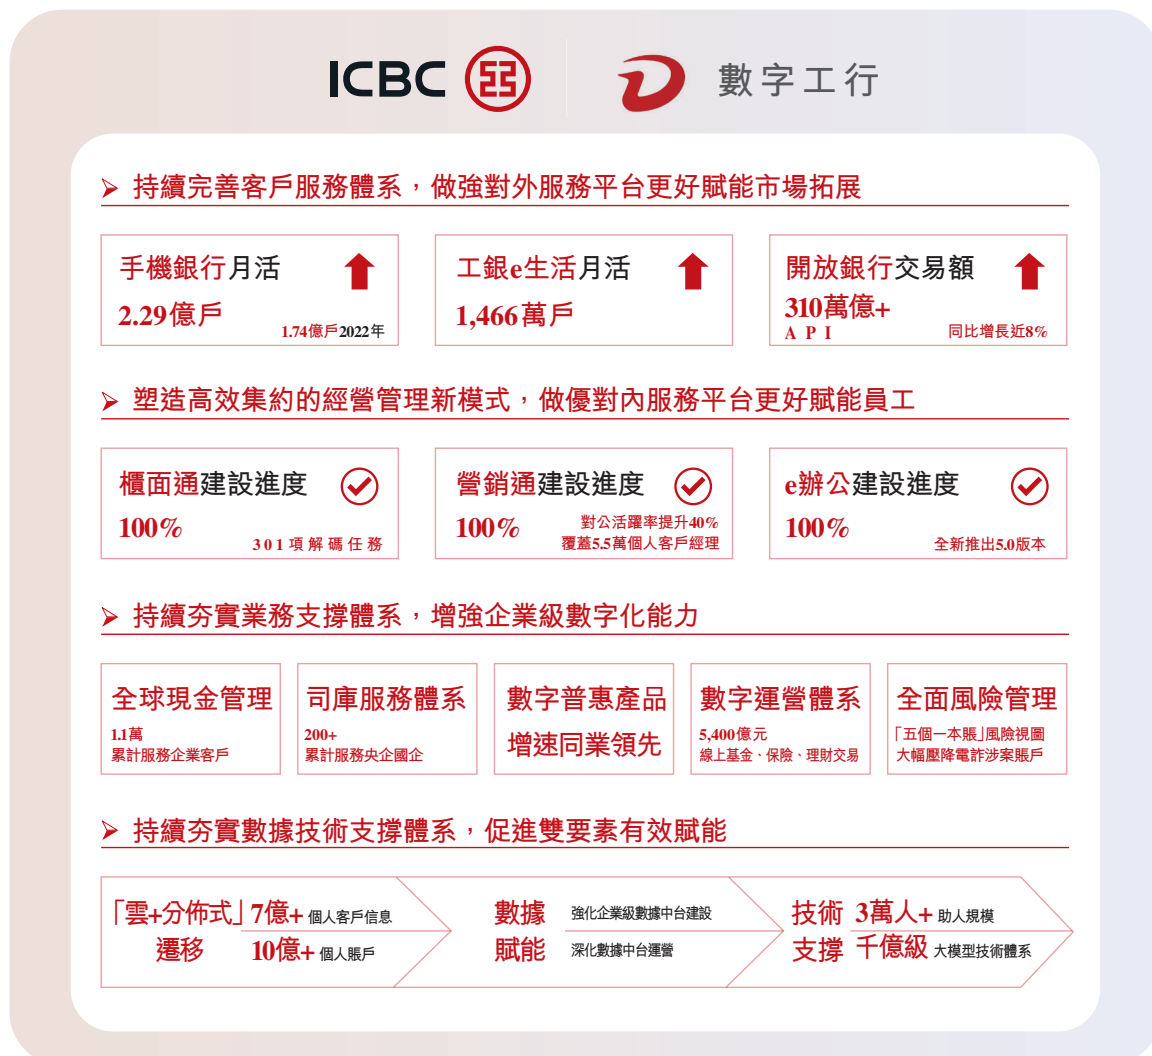 ICBC 數字工行
➢ 持續完善客戶服務體系，做強對外服務平台更好賦能市場拓展
手機銀行月活
2.29億戶
1.74億戶2022年
工銀e生活月活
1,466萬戶
開放銀行交易額
310萬億+
API
同比增長近8%
➢ 塑造高效集約的經營管理新模式，做優對內服務平台更好賦能員工
櫃面通建設進度
100%
301項解碼任務
營銷通建設進度
100%
對公活躍率提升40%
覆蓋5.5萬個人客戶經理
e辦公建設進度
100%
全新推出5.0版本
➢ 持續夯實業務支撐體系，增強企業級數字化能力
全球現金管理
1.1萬
累計服務企業客戶
司庫服務體系
200+
累計服務央企國企
數字普惠產品
增速同業領先
數字運營體系
5,400億元
線上基金、保險、理財交易
全面風險管理
「五個一本賬」風險視圖
大幅壓降電詐涉案賬戶
➢ 持續夯實數據技術支撐體系，促進雙要素有效賦能
「雲+分佈式」
遷移
7億+ 個人客戶信息
10億+ 個人賬戶
數據
賦能
強化企業級數據中台建設
深化數據中台運營
技術
支撐
3萬人+ 助人規模
千億級 大模型技術體系